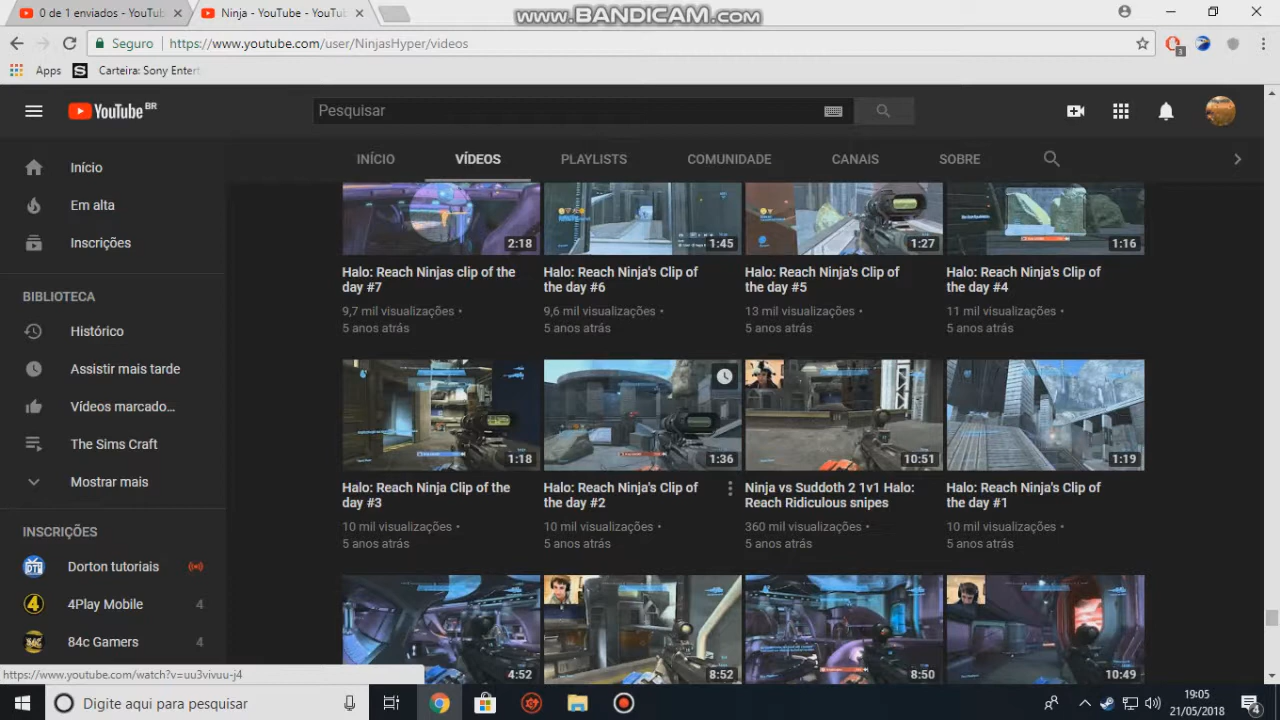 0 de 1 enviados - YouTub
Ninja - YouTube - YouTub
www.BANDICAM.com
Seguro
https://www.youtube.com/user/NinjasHyper/videos
3
Apps
Carteira: Sony Entert
YouTube BR
Pesquisar
INÍCIO
VÍDEOS
PLAYLISTS
COMUNIDADE
CANAIS
SOBRE
Início
Em alta
Inscrições
BIBLIOTECA
Histórico
Assistir mais tarde
Vídeos marcado...
The Sims Craft
Mostrar mais
INSCRIÇÕES
Dorton tutoriais
4Play Mobile 4
84c Gamers 4
2:18
1:45
1:27
1:16
Halo: Reach Ninjas clip of the
day #7
9,7 mil visualizações •
5 anos atrás
Halo: Reach Ninja's Clip of
the day #6
9,6 mil visualizações •
5 anos atrás
Halo: Reach Ninja's Clip of
the day #5
13 mil visualizações •
5 anos atrás
Halo: Reach Ninja's Clip of
the day #4
11 mil visualizações •
5 anos atrás
1:18
1:36
10:51
1:19
Halo: Reach Ninja Clip of the
day #3
10 mil visualizações •
5 anos atrás
Halo: Reach Ninja's Clip of
the day #2
10 mil visualizações •
5 anos atrás
Ninja vs Suddoth 2 1v1 Halo:
Reach Ridiculous snipes
360 mil visualizações •
5 anos atrás
Halo: Reach Ninja's Clip of
the day #1
10 mil visualizações •
5 anos atrás
4:52
8:52
8:50
10:49
https://www.youtube.com/watch?v=uu3vivuu-j4
Digite aqui para pesquisar
19:05
21/05/2018
4